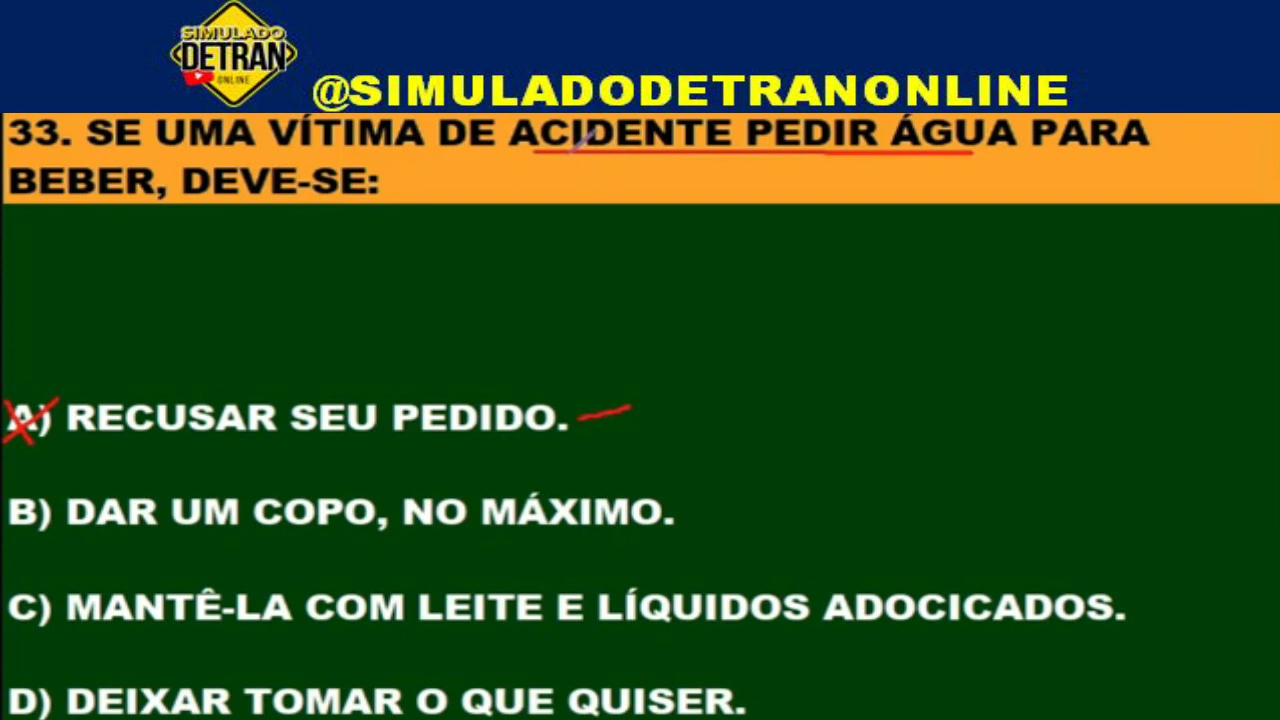 SIMULADO
DETRAN
ONLINE
@SIMULADODETRANONLINE
33. SE UMA VÍTIMA DE ACIDENTE PEDIR ÁGUA PARA
BEBER, DEVE-SE:
A) RECUSAR SEU PEDIDO.
B) DAR UM COPO, NO MÁXIMO.
C) MANTÊ-LA COM LEITE E LÍQUIDOS ADOCICADOS.
D) DEIXAR TOMAR O QUE QUISER.